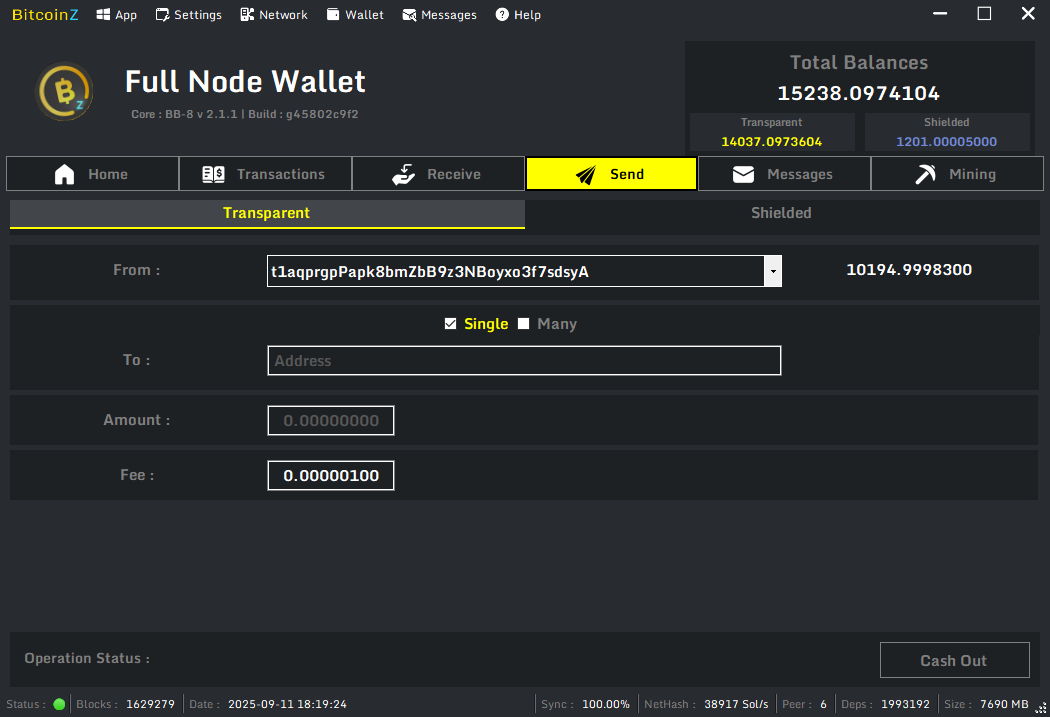 BitcoinZ App Settings Network Wallet Messages Help
Full Node Wallet
Core : BB-8 v 2.1.1 | Build : g45802c9f2
Total Balances
15238.0974104
Transparent Shielded
14037.0973604 1201.00005000
Home Transactions Receive Send Messages Mining
Transparent Shielded
From : t1aqprgpPapk8bmZbB9z3NBoyxo3f7sdsyA 10194.9998300
Single Many
To : Address
Amount : 0.00000000
Fee : 0.00000100
Operation Status : Cash Out
Status : Blocks : 1629279 Date : 2025-09-11 18:19:24 Sync : 100.00% NetHash : 38917 Sol/s Peer : 6 Deps : 1993192 Size : 7690 MB